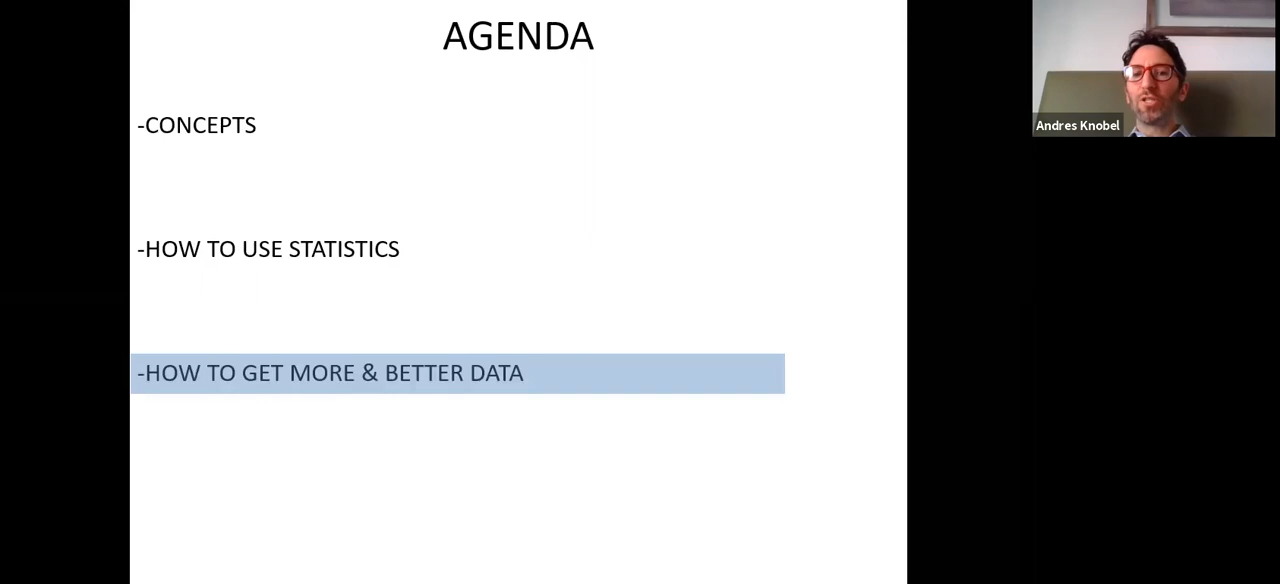 AGENDA
-CONCEPTS
-HOW TO USE STATISTICS
-HOW TO GET MORE & BETTER DATA
Andres Knobel